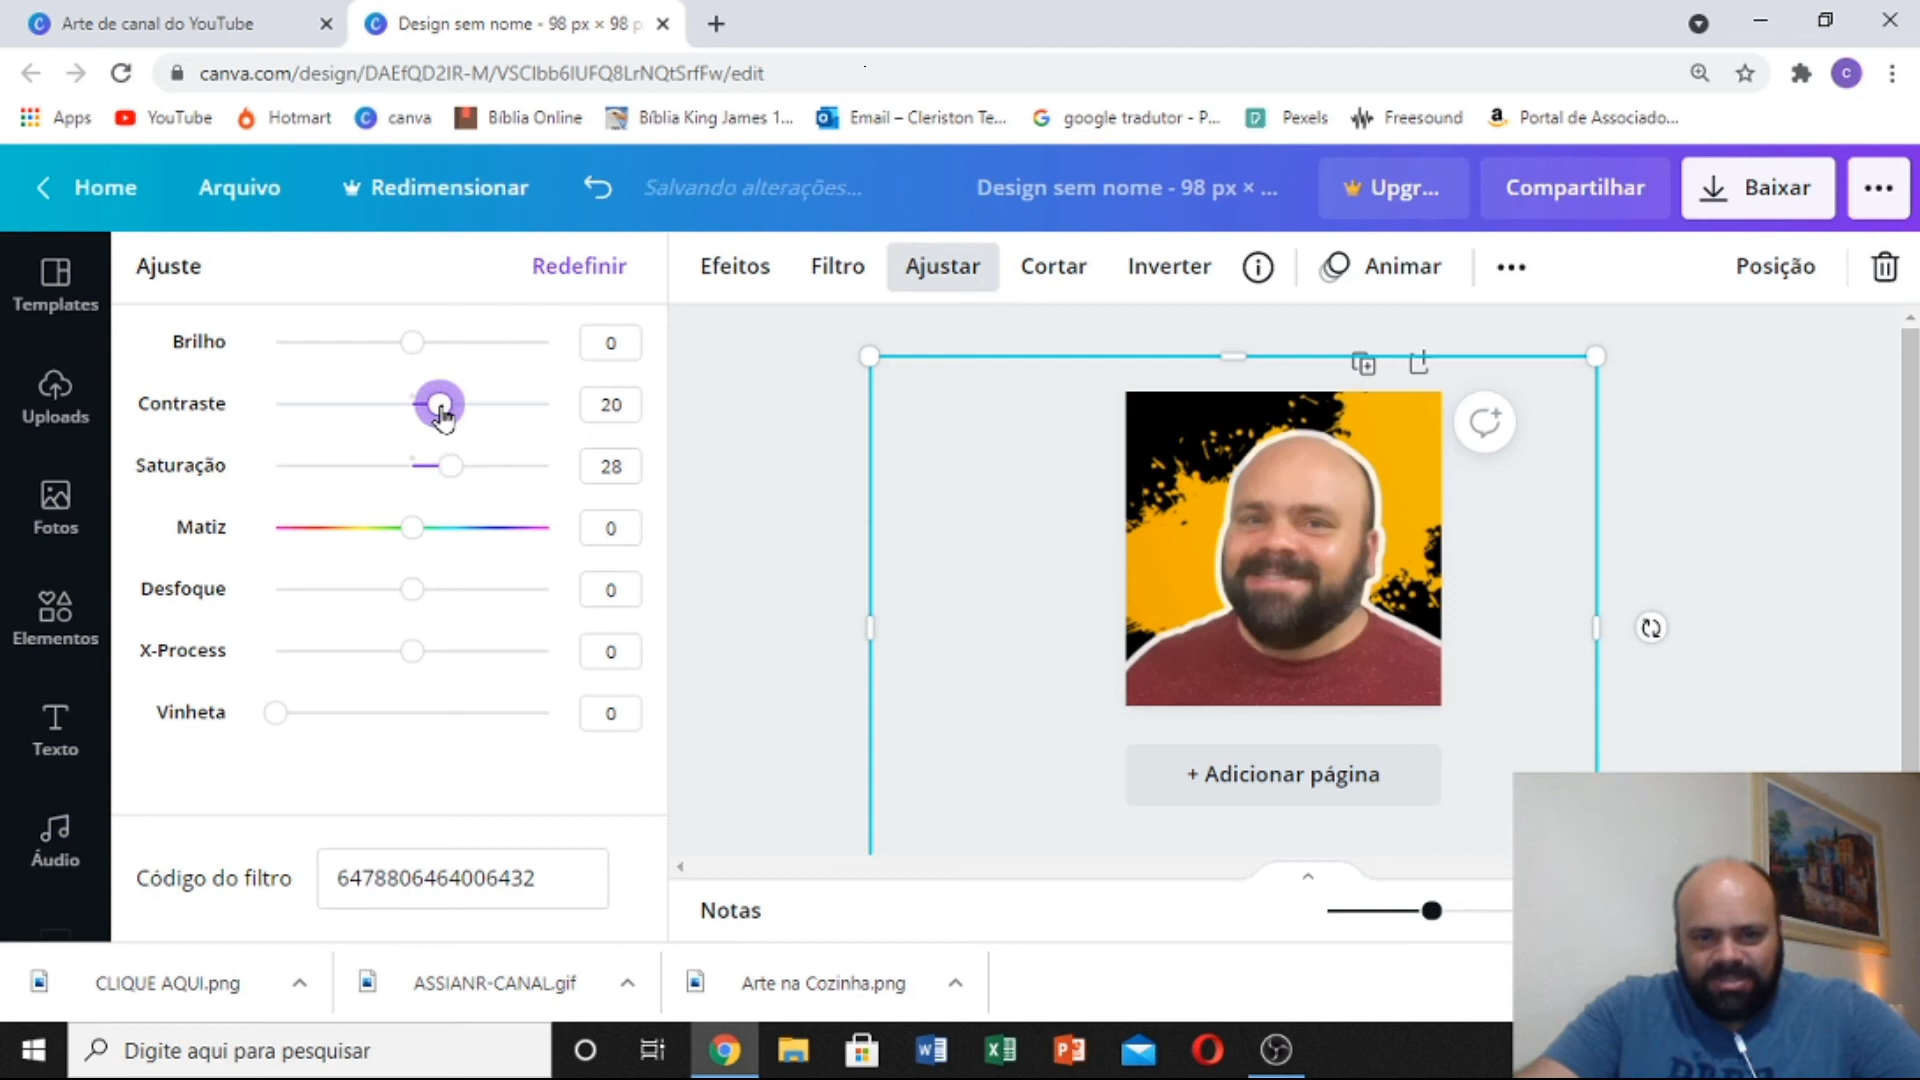 Arte de canal do YouTube
Design sem nome - 98 px × 98 p
canva.com/design/DAEfQD2IR-M/VSCIbb6IUFQ8LrNQtSrfFw/edit
C
Apps
YouTube
Hotmart
canva
Bíblia Online
Bíblia King James 1...
Email – Cleriston Te...
google tradutor - P...
Pexels
Freesound
Portal de Associado...
Home
Arquivo
Redimensionar
Salvando alterações...
Design sem nome - 98 px × ...
Upgr...
Compartilhar
Baixar
Templates
Uploads
Fotos
Elementos
Texto
Áudio
Ajuste
Redefinir
Brilho 0
Contraste 20
Saturação 28
Matiz 0
Desfoque 0
X-Process 0
Vinheta 0
Código do filtro 6478806464006432
Efeitos
Filtro
Ajustar
Cortar
Inverter
Animar
Posição
+ Adicionar página
Notas
CLIQUE AQUI.png
ASSIANR-CANAL.gif
Arte na Cozinha.png
Digite aqui para pesquisar